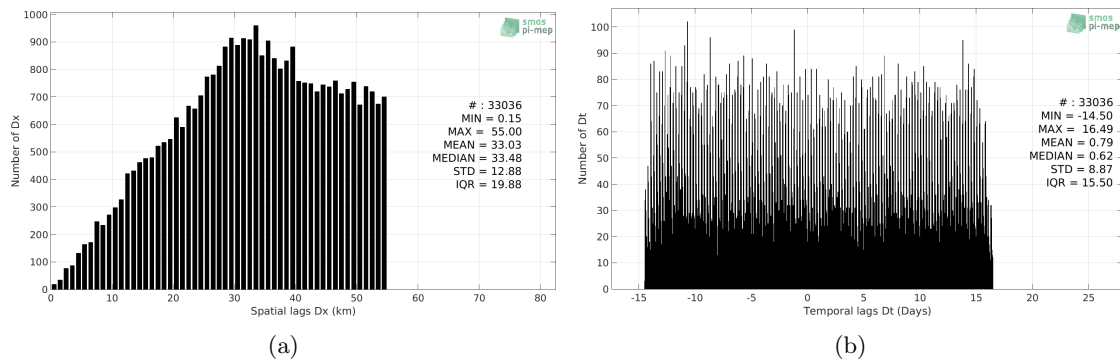 1000
900
800
700
600
500
400
300
200
100
0
Number of Dx
0 10 20 30 40 50 60 70 80
Spatial lags Dx (km)
smos
pi-mep
# : 33036
MIN = 0.15
MAX = 55.00
MEAN = 33.03
MEDIAN = 33.48
STD = 12.88
IQR = 19.88
(a)
100
90
80
70
60
50
40
30
20
10
0
Number of Dt
-15 -10 -5 0 5 10 15 20 25
Temporal lags Dt (Days)
smos
pi-mep
# : 33036
MIN = -14.50
MAX = 16.49
MEAN = 0.79
MEDIAN = 0.62
STD = 8.87
IQR = 15.50
(b)